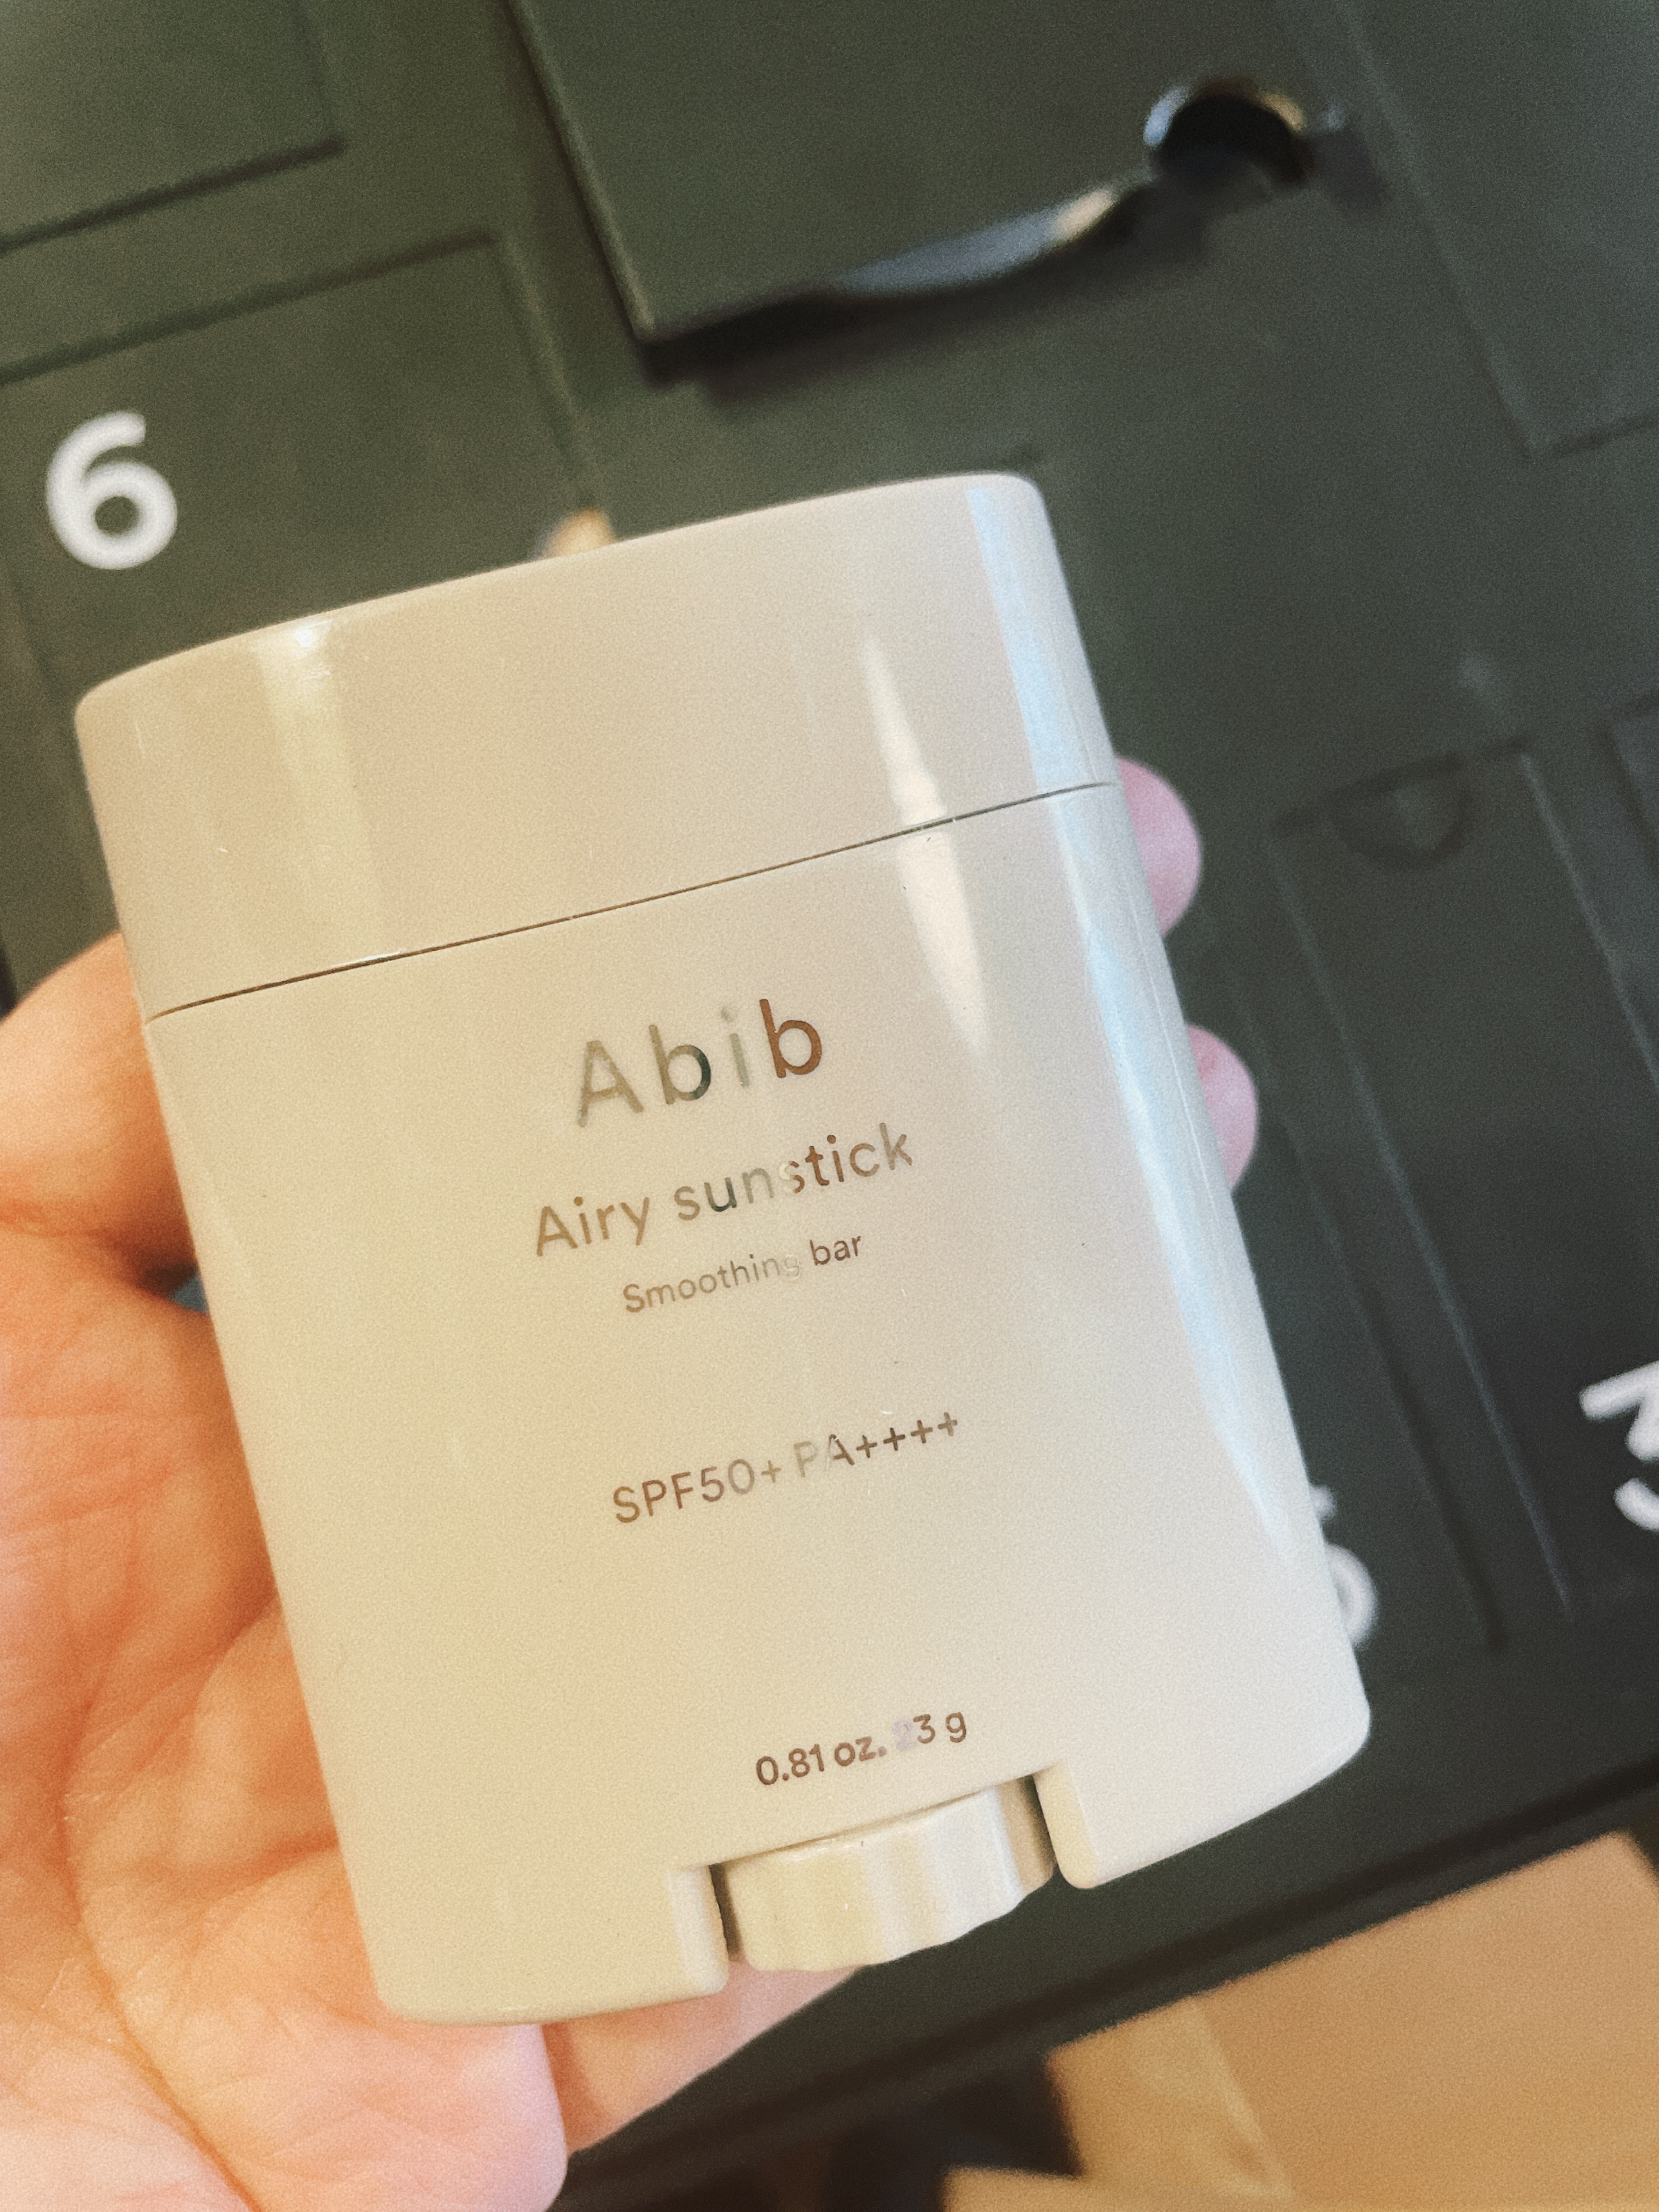 6
Abib
Airy sunstick
Smoothing bar
SPF50+ PA++++
0.81 oz. 23 g